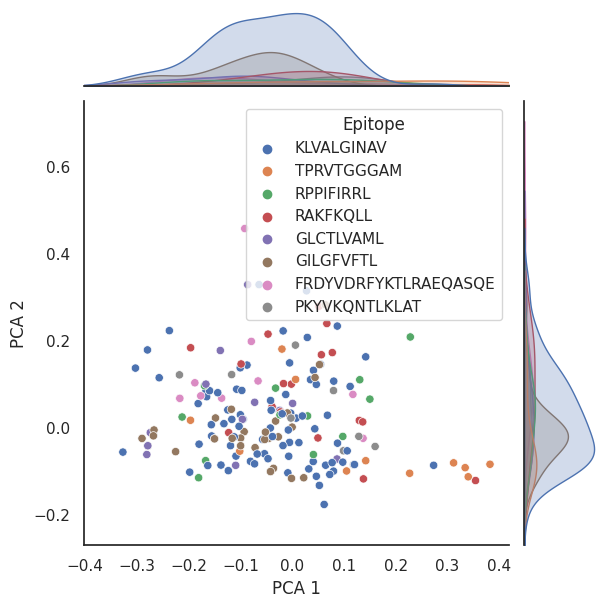 Epitope
KLVALGINAV
TPRVTGGGAM
RPPIFIRRL
RAKFKQLL
GLCTLVAML
GILGFVFTL
FRDYVDRFYKTLRAEQASQE
PKYVKQNTLKLAT
0.6
0.4
0.2
0.0
−0.2
PCA 2
−0.4 −0.3 −0.2 −0.1 0.0 0.1 0.2 0.3 0.4
PCA 1